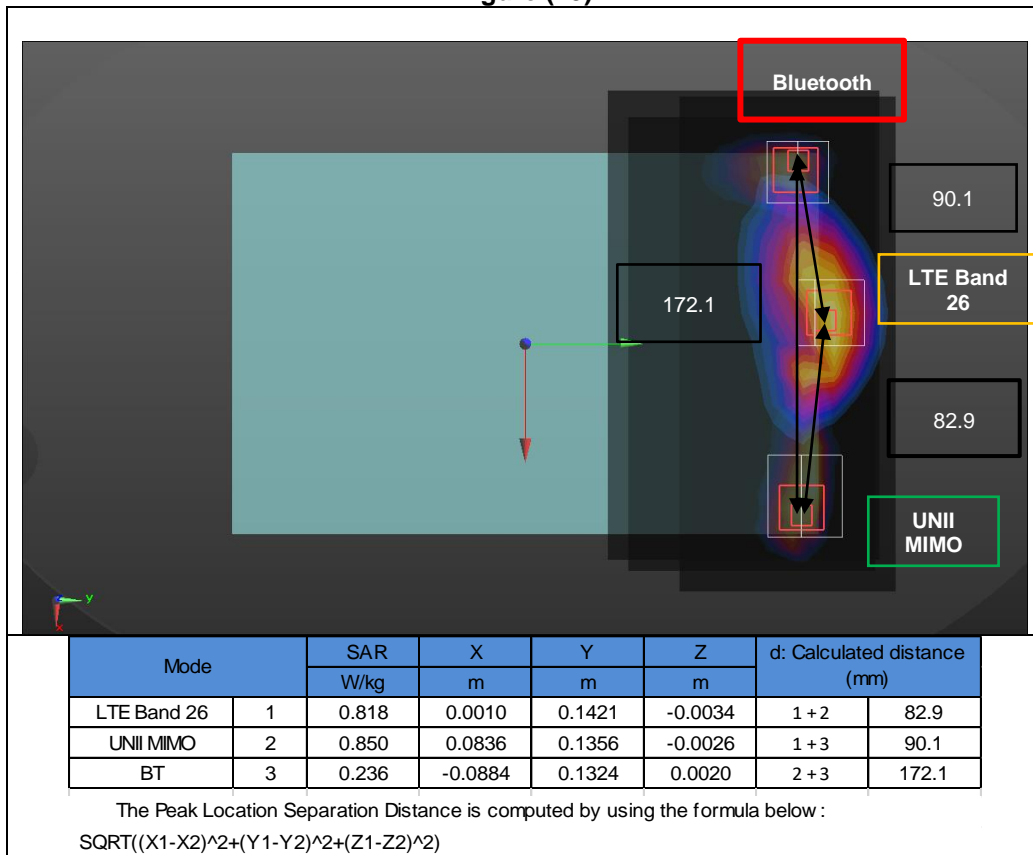 Bluetooth
90.1
LTE Band
26
172.1
82.9
UNII
MIMO
y
x
Mode SAR X Y Z d: Calculated distance
(mm)
W/kg m m m
LTE Band 26 1 0.818 0.0010 0.1421 -0.0034 1 + 2 82.9
UNII MIMO 2 0.850 0.0836 0.1356 -0.0026 1 + 3 90.1
BT 3 0.236 -0.0884 0.1324 0.0020 2 + 3 172.1
The Peak Location Separation Distance is computed by using the formula below :
SQRT((X1-X2)^2+(Y1-Y2)^2+(Z1-Z2)^2)